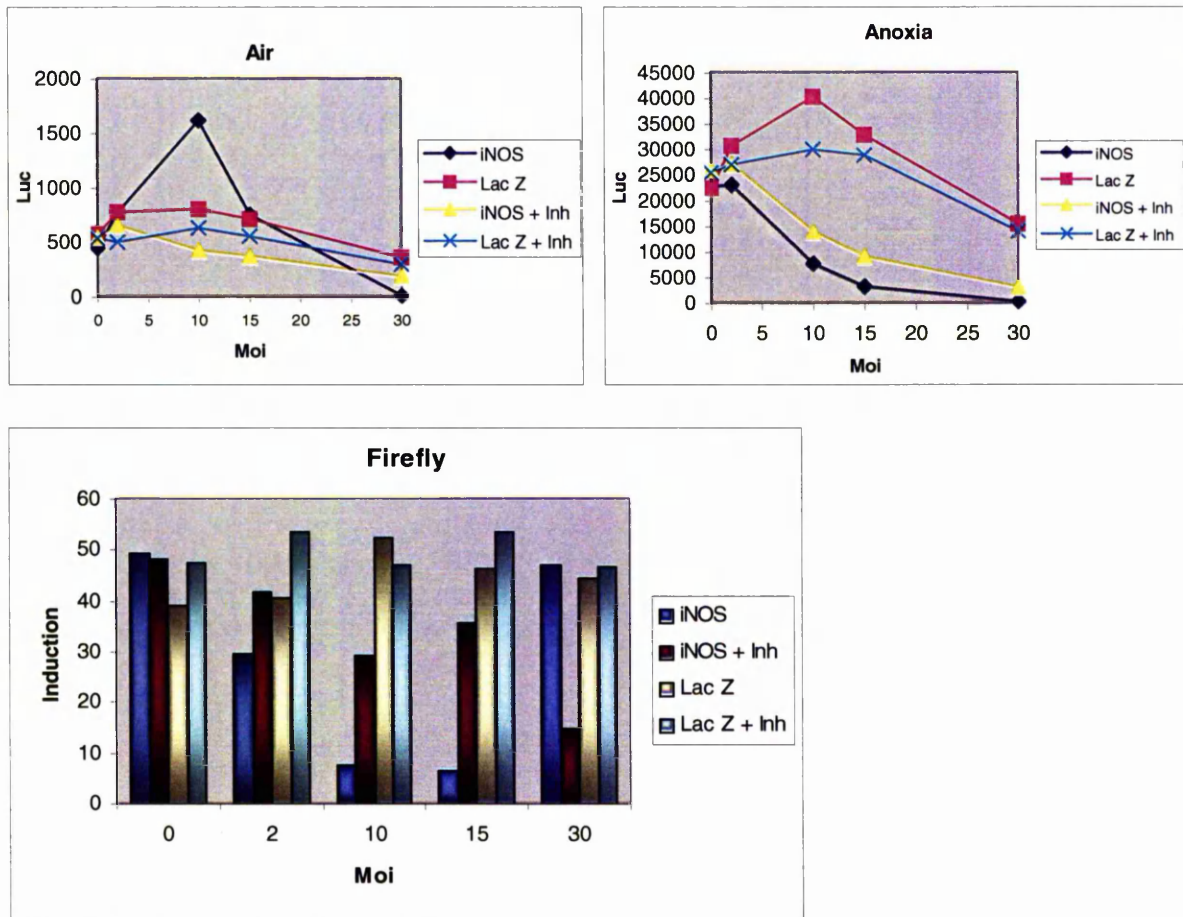 Air
2000
1500
1000
500
0
Luc
0 5 10 15 20 25 30
Moi
iNOS
Lac Z
iNOS + Inh
Lac Z + Inh
Anoxia
45000
40000
35000
30000
25000
20000
15000
10000
5000
0
Luc
0 5 10 15 20 25 30
Moi
iNOS
Lac Z
iNOS + Inh
Lac Z + Inh
Firefly
60
50
40
30
20
10
0
Induction
0 2 10 15 30
Moi
iNOS
iNOS + Inh
Lac Z
Lac Z + Inh